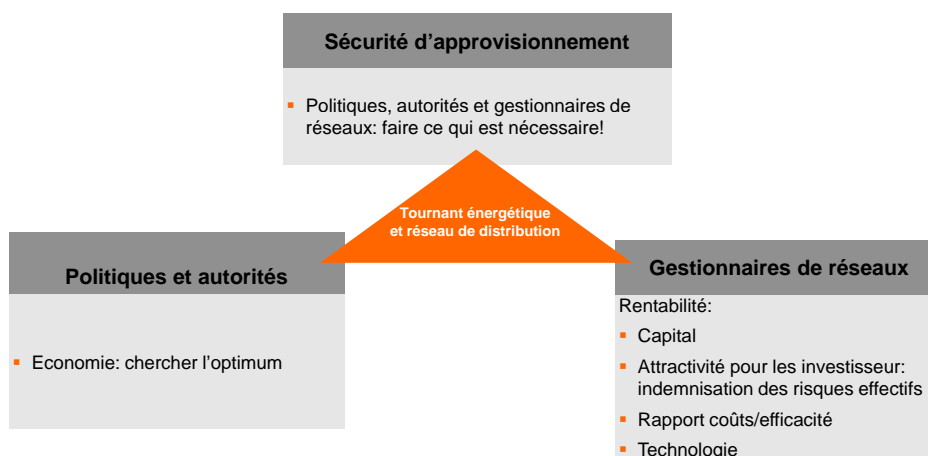 Sécurité d’approvisionnement
▪ Politiques, autorités et gestionnaires de
réseaux: faire ce qui est nécessaire!
Tournant énergétique
et réseau de distribution
Politiques et autorités
▪ Economie: chercher l’optimum
Gestionnaires de réseaux
Rentabilité:
▪ Capital
▪ Attractivité pour les investisseur:
indemnisation des risques effectifs
▪ Rapport coûts/efficacité
▪ Technologie